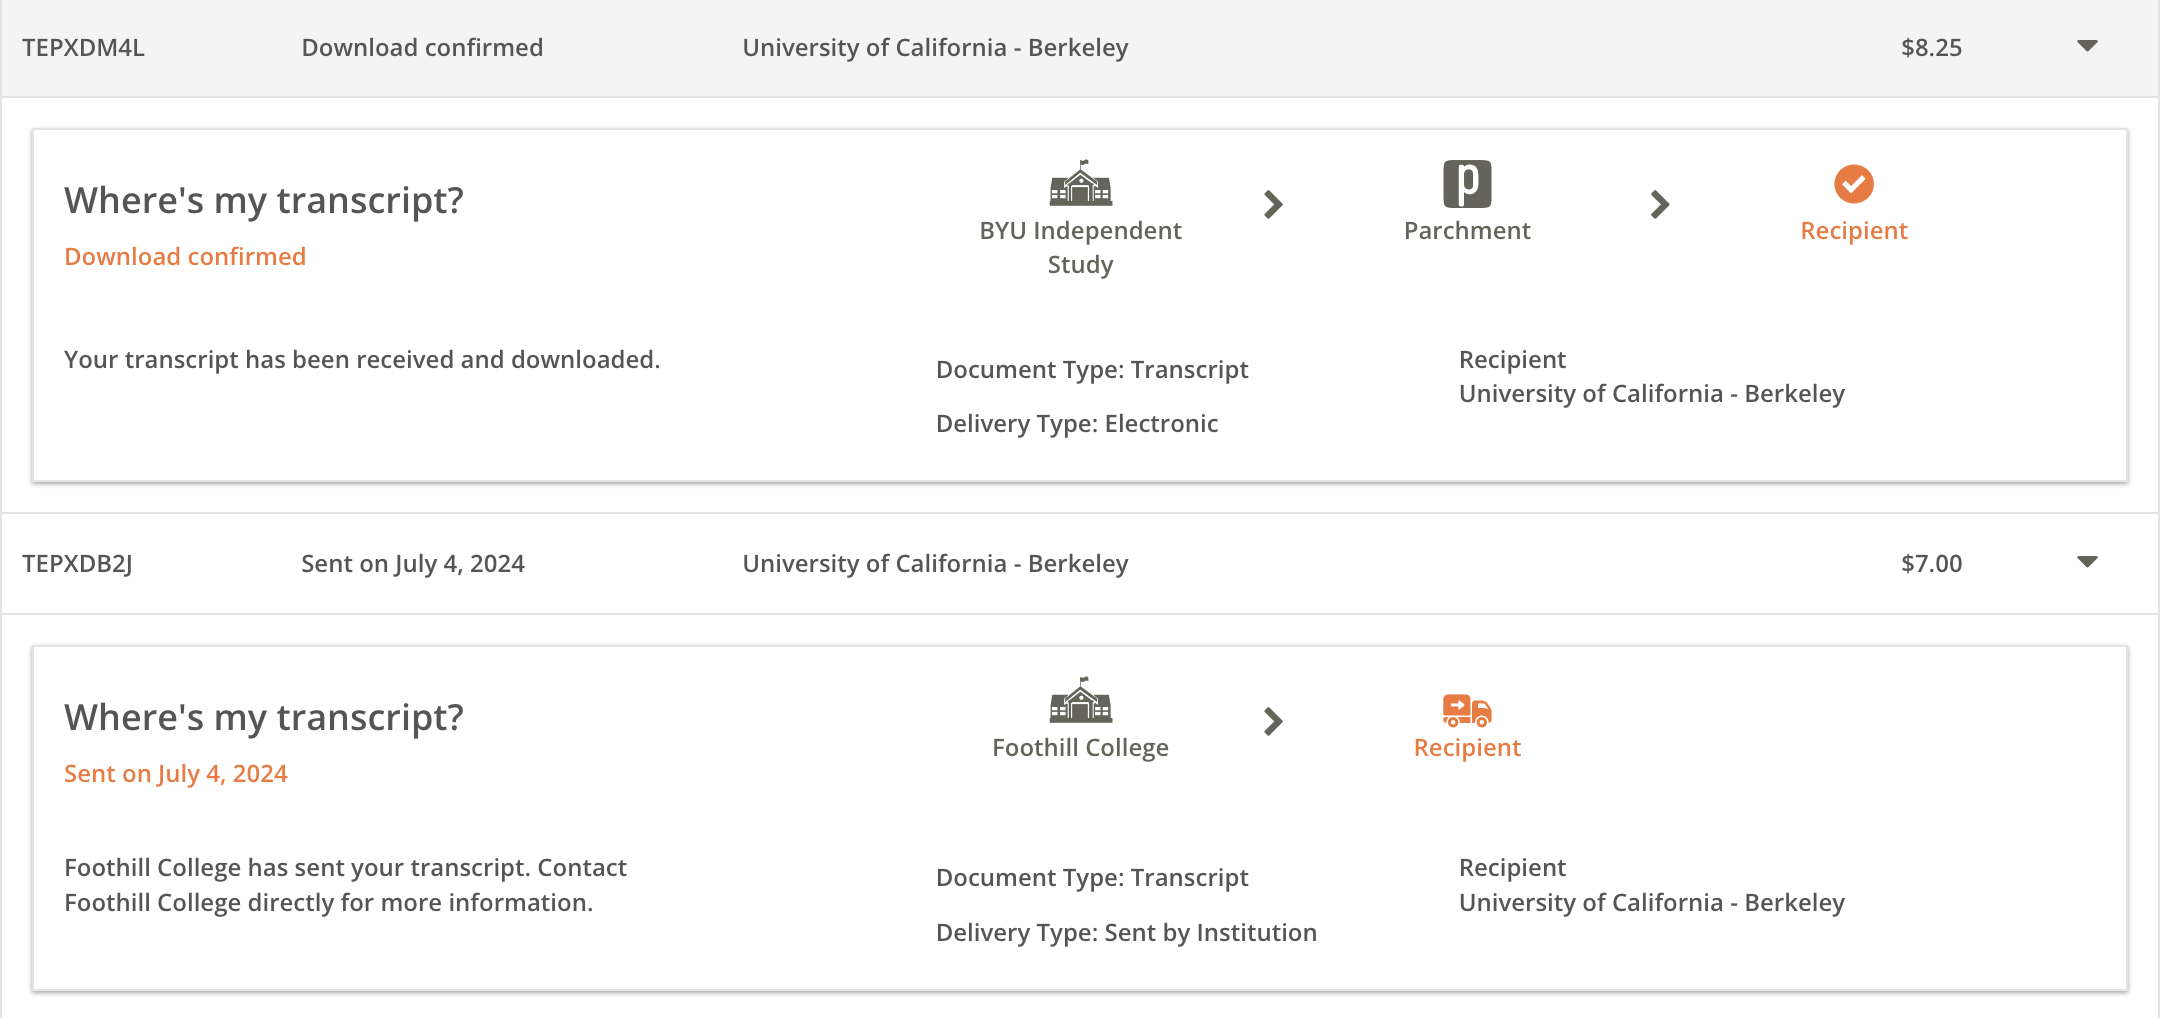 TEPXDM4L Download confirmed University of California - Berkeley $8.25
Where's my transcript?
Download confirmed
BYU Independent
Study
p
Parchment
Recipient
Your transcript has been received and downloaded.
Document Type: Transcript
Delivery Type: Electronic
Recipient
University of California - Berkeley
TEPXDB2J Sent on July 4, 2024 University of California - Berkeley $7.00
Where's my transcript?
Sent on July 4, 2024
Foothill College
Recipient
Foothill College has sent your transcript. Contact
Foothill College directly for more information.
Document Type: Transcript
Delivery Type: Sent by Institution
Recipient
University of California - Berkeley